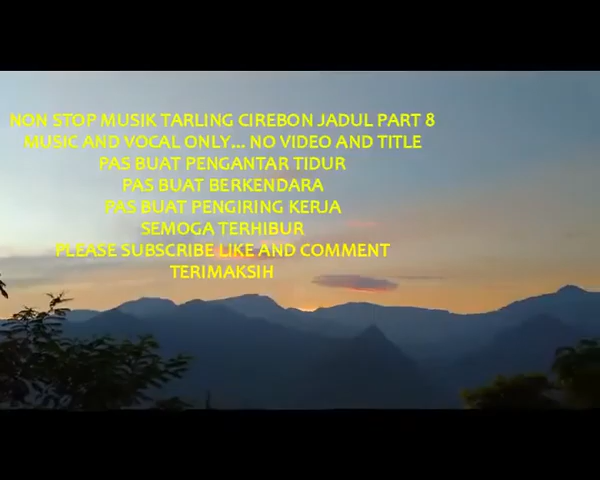 NON STOP MUSIK TARLING CIREBON JADUL PART 8
MUSIC AND VOCAL ONLY... NO VIDEO AND TITLE
PAS BUAT PENGANTAR TIDUR
PAS BUAT BERKENDARA
PAS BUAT PENGIRING KERJA
SEMOGA TERHIBUR
PLEASE SUBSCRIBE LIKE AND COMMENT
TERIMAKSIH